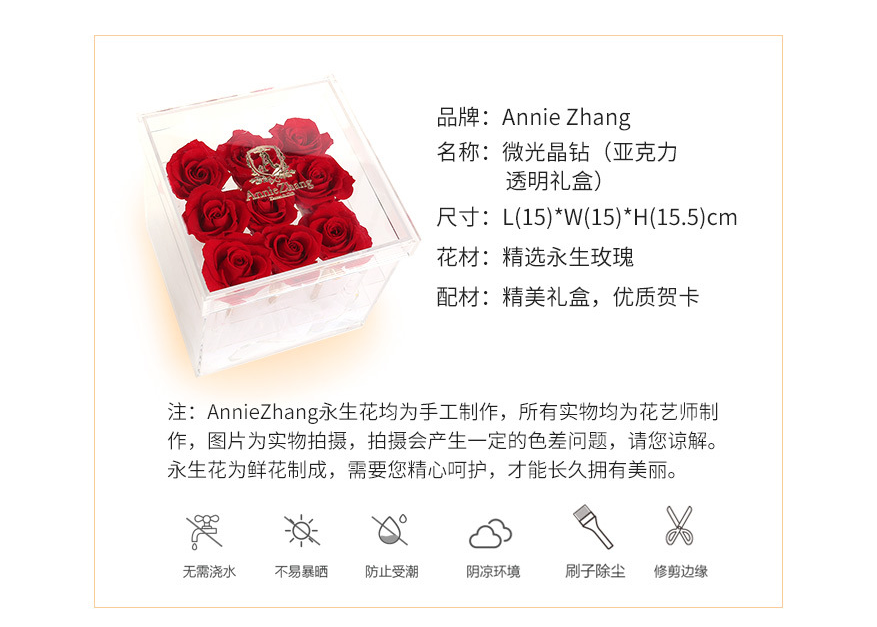 AnnieZhang
品牌：Annie Zhang
名称：微光晶钻（亚克力
透明礼盒）
尺寸：L(15)*W(15)*H(15.5)cm
花材：精选永生玫瑰
配材：精美礼盒，优质贺卡
注：AnnieZhang永生花均为手工制作，所有实物均为花艺师制
作，图片为实物拍摄，拍摄会产生一定的色差问题，请您谅解。
永生花为鲜花制成，需要您精心呵护，才能长久拥有美丽。
无需浇水 不易暴晒 防止受潮 阴凉环境 刷子除尘 修剪边缘